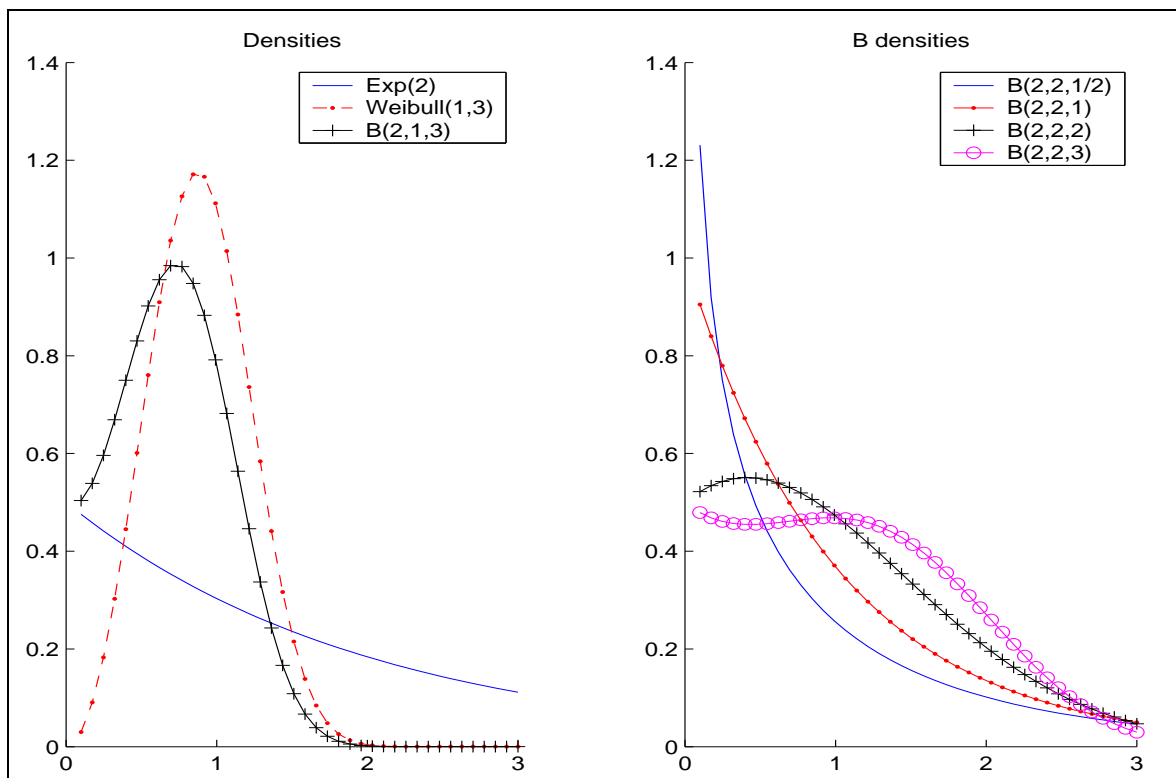 Densities
1.4
1.2
1
0.8
0.6
0.4
0.2
0
0
1
2
3
Exp(2)
Weibull(1,3)
B(2,1,3)
B densities
1.4
1.2
1
0.8
0.6
0.4
0.2
0
0
1
2
3
B(2,2,1/2)
B(2,2,1)
B(2,2,2)
B(2,2,3)